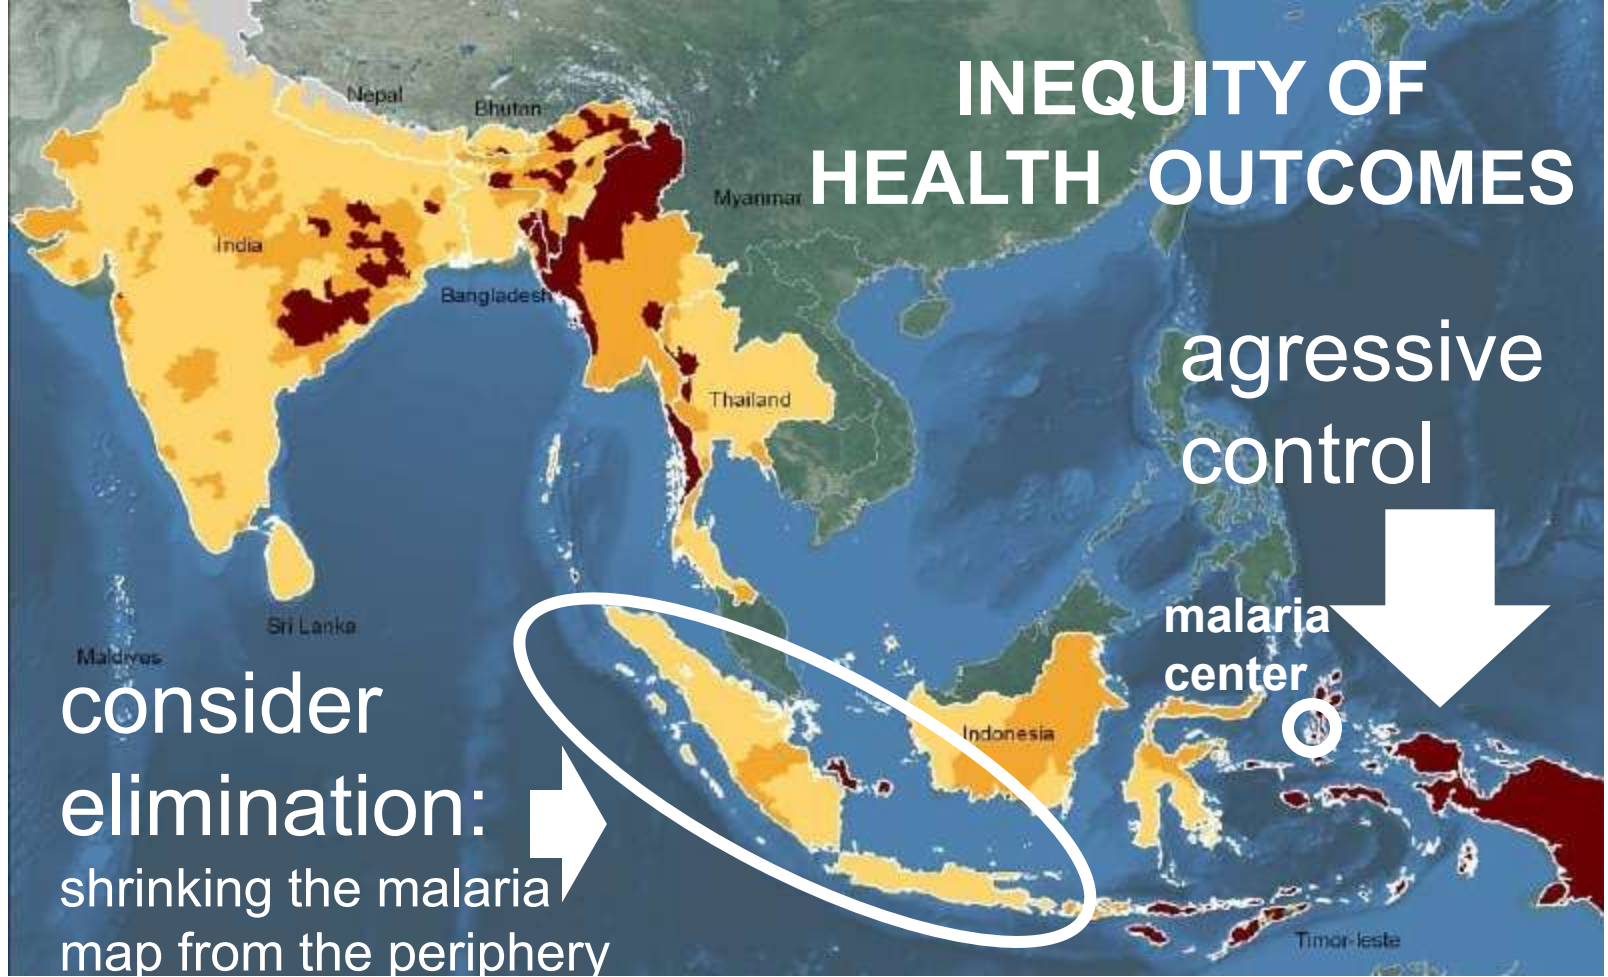 INEQUITY OF
HEALTH OUTCOMES
Nepal
Bhutan
Myanmar
India
Bangladesh
agressive
control
Thailand
malaria
center
Sri Lanka
Maldives
consider
elimination:
shrinking the malaria
map from the periphery
Indonesia
Timor-leste